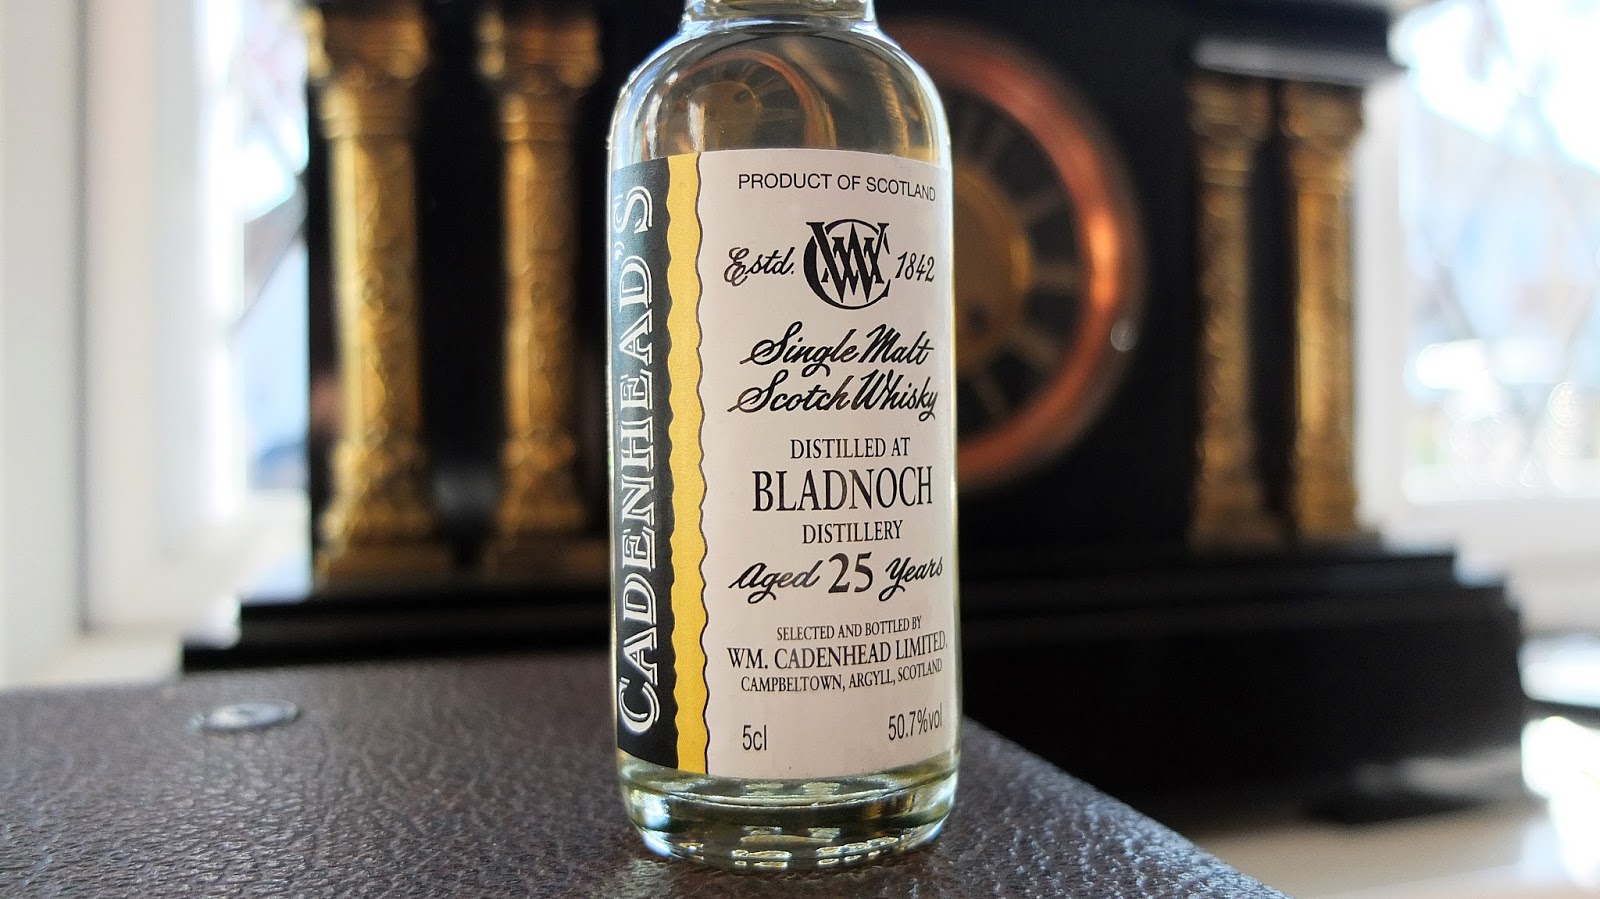 CADENHEAD'S
PRODUCT OF SCOTLAND
Estd. WC 1842
Single Malt
Scotch Whisky
DISTILLED AT
BLADNOCH
DISTILLERY
Aged 25 Years
SELECTED AND BOTTLED BY
WM. CADENHEAD LIMITED.
CAMPBELTOWN, ARGYLL, SCOTLAND
5cl 50.7%vol